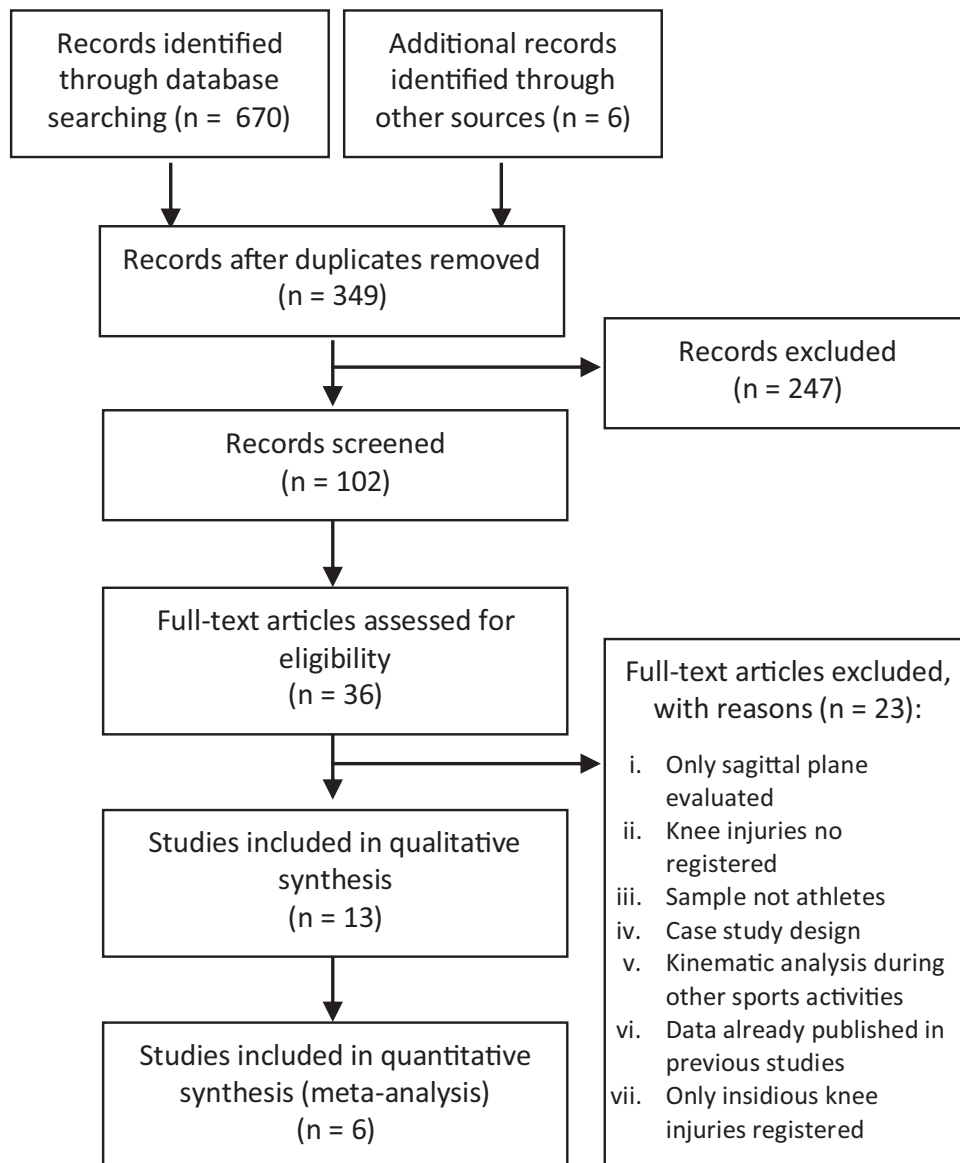 Records identified
through database
searching (n = 670)
Additional records
identified through
other sources (n = 6)
Records after duplicates removed
(n = 349)
Records excluded
(n = 247)
Records screened
(n = 102)
Full-text articles assessed for
eligibility
(n = 36)
Full-text articles excluded,
with reasons (n = 23):
i. Only sagittal plane
evaluated
ii. Knee injuries no
registered
iii. Sample not athletes
iv. Case study design
v. Kinematic analysis during
other sports activities
vi. Data already published in
previous studies
vii. Only insidious knee
injuries registered
Studies included in qualitative
synthesis
(n = 13)
Studies included in quantitative
synthesis (meta-analysis)
(n = 6)